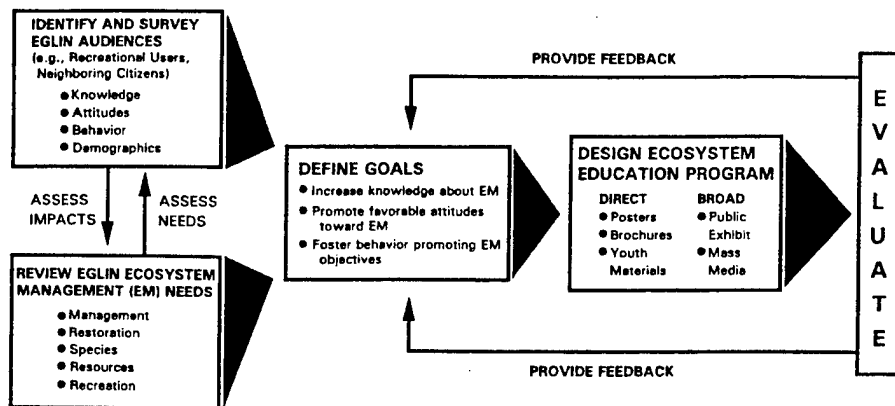 IDENTIFY AND SURVEY
EGLIN AUDIENCES
(e.g., Recreational Users,
Neighboring Citizens)
● Knowledge
● Attitudes
● Behavior
● Demographics
ASSESS
IMPACTS
ASSESS
NEEDS
REVIEW EGLIN ECOSYSTEM
MANAGEMENT (EM) NEEDS
● Management
● Restoration
● Species
● Resources
● Recreation
DEFINE GOALS
● Increase knowledge about EM
● Promote favorable attitudes
toward EM
● Foster behavior promoting EM
objectives
PROVIDE FEEDBACK
DESIGN ECOSYSTEM
EDUCATION PROGRAM
DIRECT
● Posters
● Brochures
● Youth
Materials
BROAD
● Public
Exhibit
● Mass
Media
PROVIDE FEEDBACK
EVALUATE